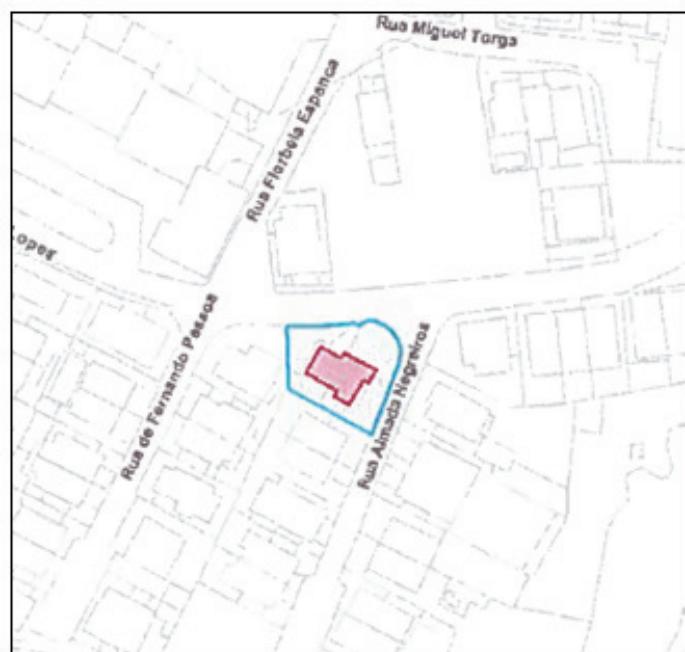 Rua Miguel Torga
Rua Florbela Espanca
Lopes
Rua de Fernando Pessoa
Rua Almada Negreiros